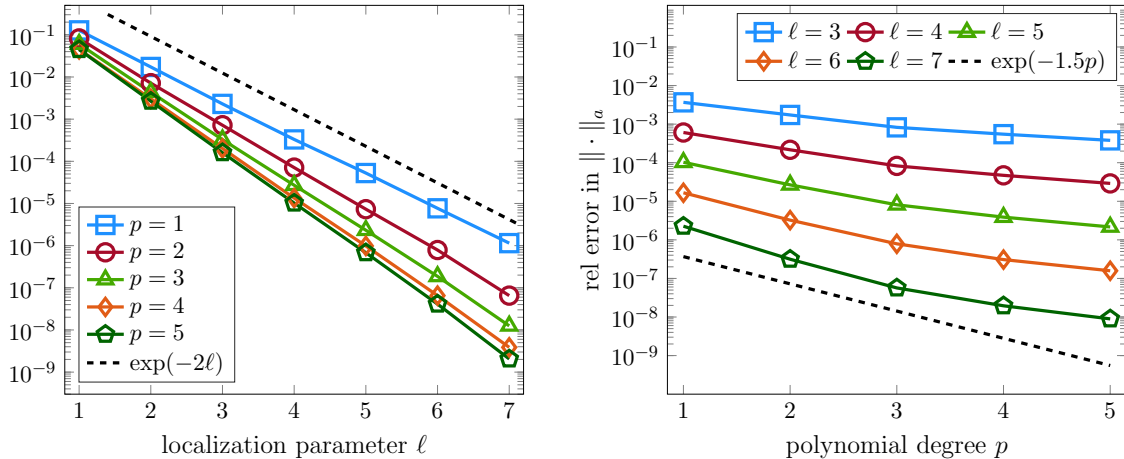 10⁻¹
10⁻²
10⁻³
10⁻⁴
10⁻⁵
10⁻⁶
10⁻⁷
10⁻⁸
10⁻⁹
p = 1
p = 2
p = 3
p = 4
p = 5
exp(−2ℓ)
1 2 3 4 5 6 7
localization parameter ℓ
rel error in ‖ · ‖ₐ
10⁻¹
10⁻²
10⁻³
10⁻⁴
10⁻⁵
10⁻⁶
10⁻⁷
10⁻⁸
10⁻⁹
ℓ = 3 ℓ = 4 ℓ = 5
ℓ = 6 ℓ = 7 exp(−1.5p)
1 2 3 4 5
polynomial degree p